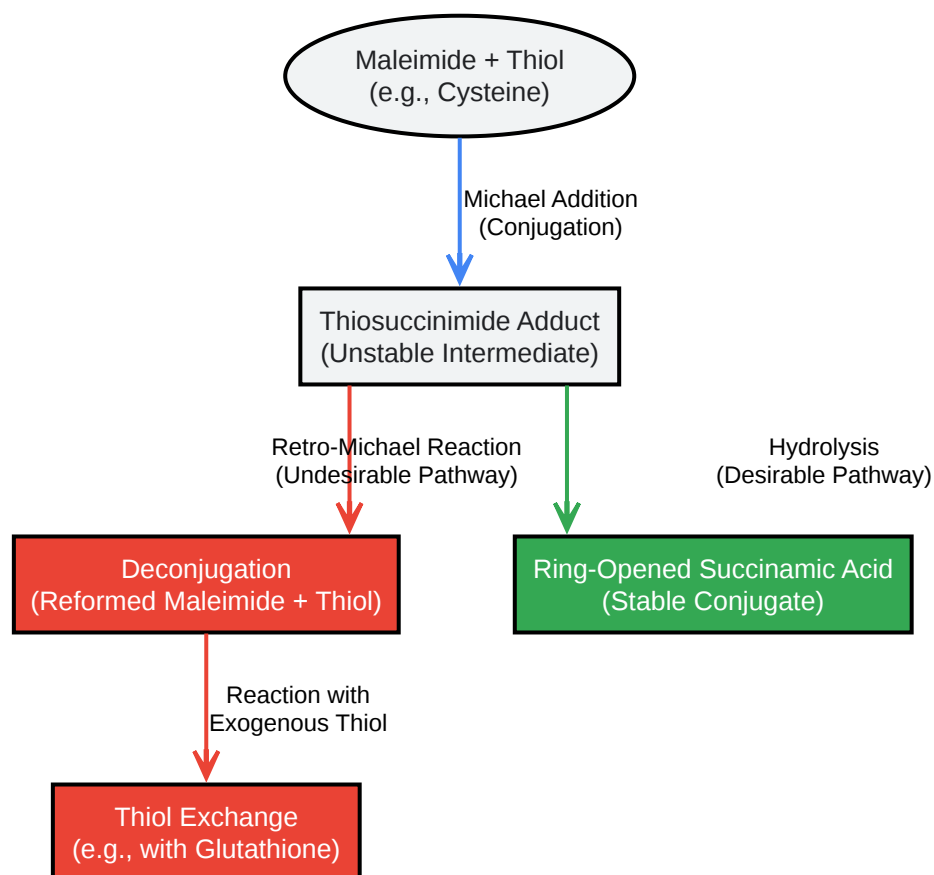 Maleimide + Thiol
(e.g., Cysteine)
Michael Addition
(Conjugation)
Thiosuccinimide Adduct
(Unstable Intermediate)
Retro-Michael Reaction
(Undesirable Pathway)
Hydrolysis
(Desirable Pathway)
Deconjugation
(Reformed Maleimide + Thiol)
Ring-Opened Succinamic Acid
(Stable Conjugate)
Reaction with
Exogenous Thiol
Thiol Exchange
(e.g., with Glutathione)